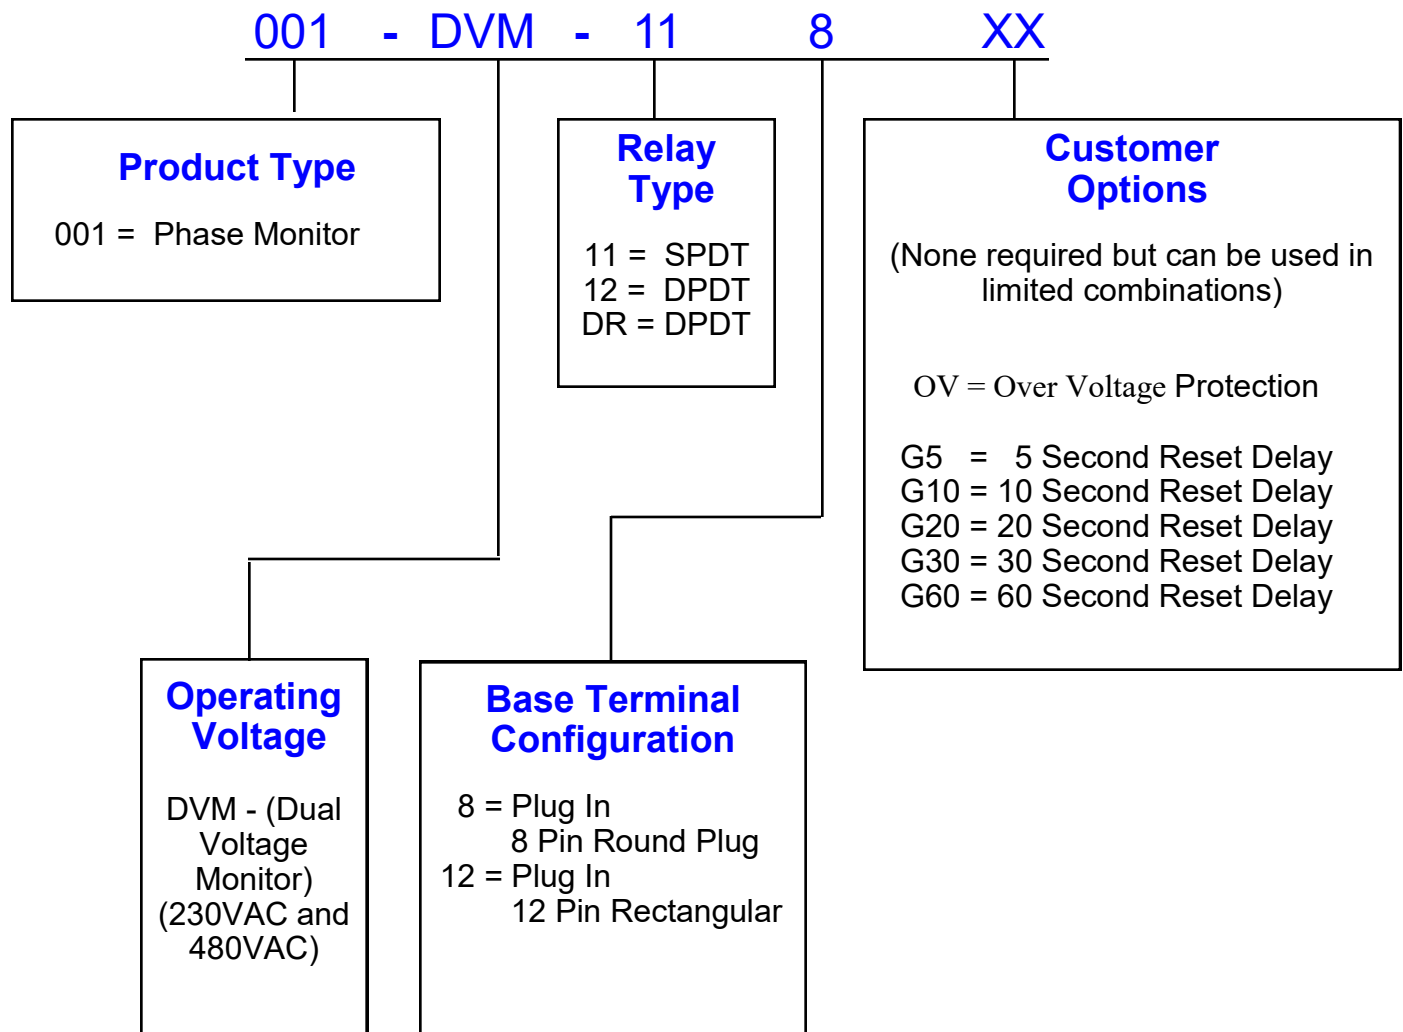 001 - DVM - 11 8 XX
Product Type
001 = Phase Monitor
Relay
Type
11 = SPDT
12 = DPDT
DR = DPDT
Customer
Options
(None required but can be used in
limited combinations)
OV = Over Voltage Protection
G5 = 5 Second Reset Delay
G10 = 10 Second Reset Delay
G20 = 20 Second Reset Delay
G30 = 30 Second Reset Delay
G60 = 60 Second Reset Delay
Operating
Voltage
DVM - (Dual
Voltage
Monitor)
(230VAC and
480VAC)
Base Terminal
Configuration
8 = Plug In
8 Pin Round Plug
12 = Plug In
12 Pin Rectangular